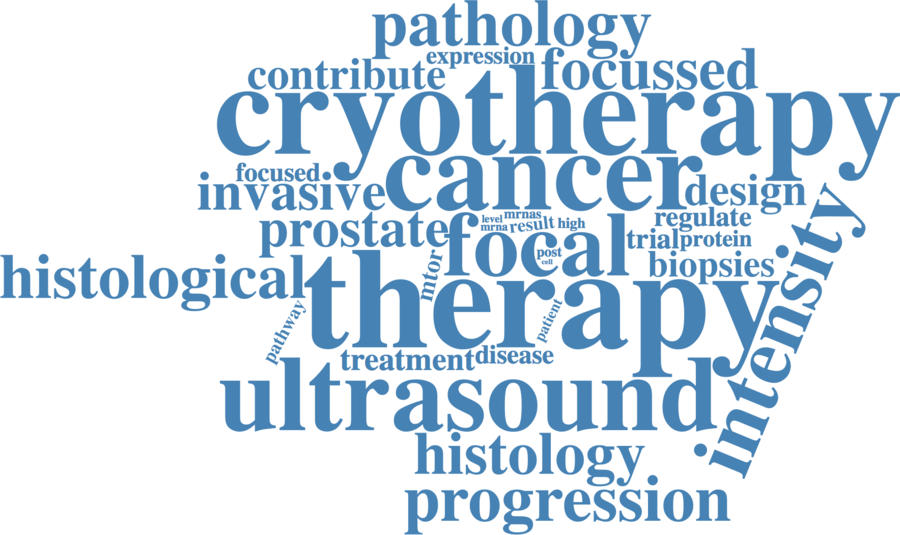 pathology
expression
contribute
focussed
cryotherapy
cancer
focused
invasive
design
level
mrnas
mrna
result
high
regulate
prostate
focal
trial
protein
post
cell
biopsies
histological
mtor
therapy
intensity
pathway
patient
treatment
disease
ultrasound
histology
progression